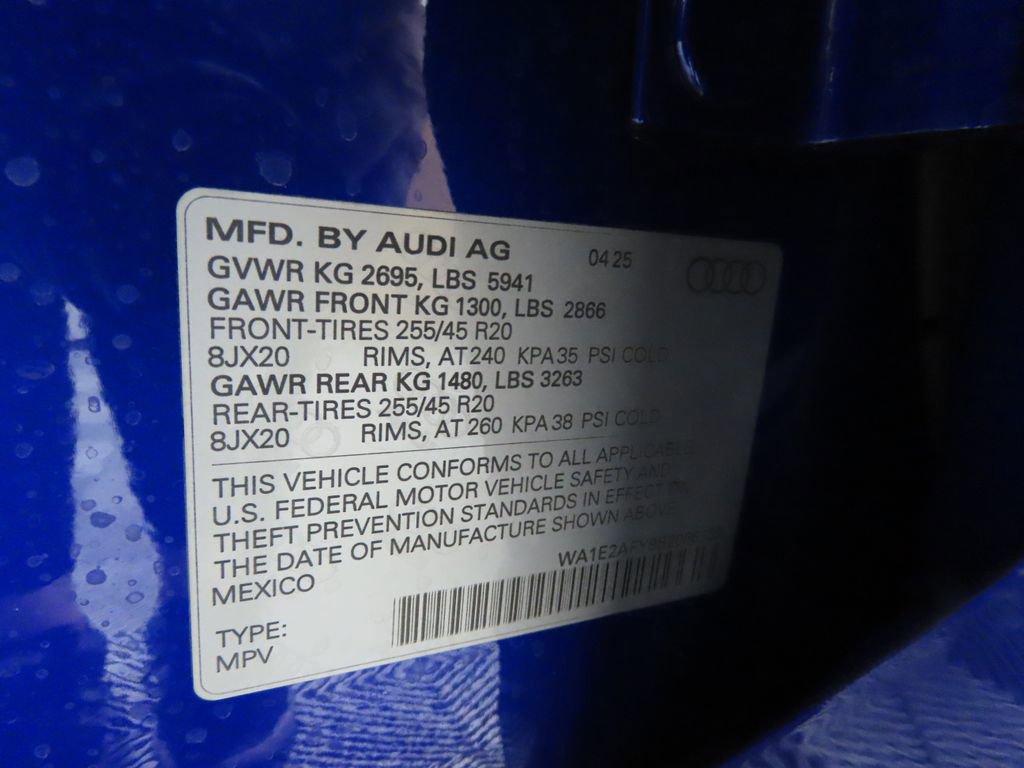 MFD. BY AUDI AG 04 25
GVWR KG 2695, LBS 5941
GAWR FRONT KG 1300, LBS 2866
FRONT-TIRES 255/45 R20
8JX20 RIMS, AT 240 KPA 35 PSI COLD
GAWR REAR KG 1480, LBS 3263
REAR-TIRES 255/45 R20
8JX20 RIMS, AT 260 KPA 38 PSI COLD
THIS VEHICLE CONFORMS TO ALL APPLICABLE
U.S. FEDERAL MOTOR VEHICLE SAFETY AND
THEFT PREVENTION STANDARDS IN EFFECT ON
THE DATE OF MANUFACTURE SHOWN ABOVE
MEXICO
TYPE:
MPV